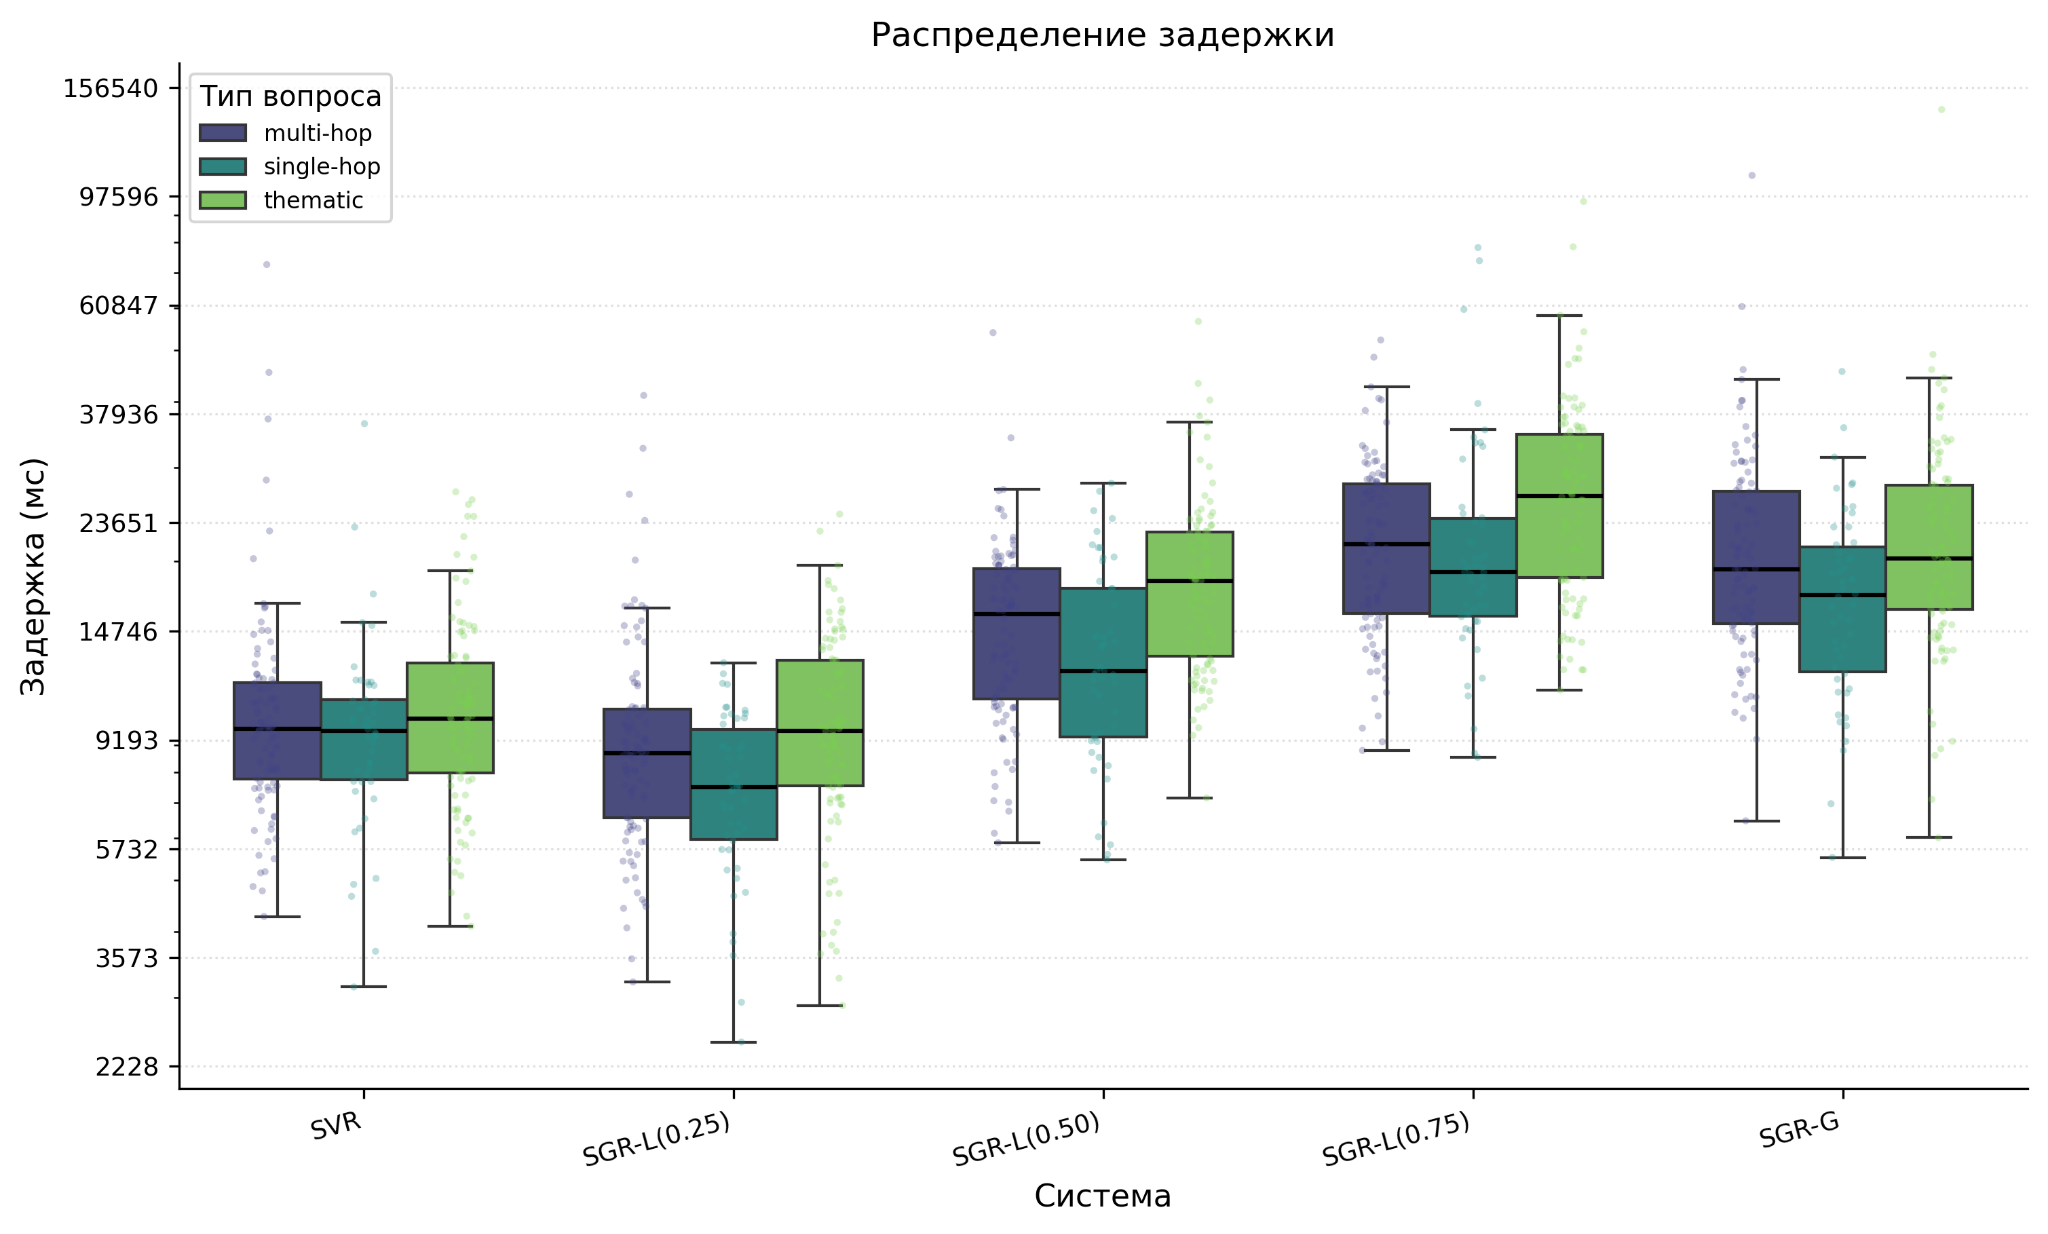 Распределение задержки
Тип вопроса
multi-hop
single-hop
thematic
Задержка (мс)
156540
97596
60847
37936
23651
14746
9193
5732
3573
2228
SVR
SGR-L(0.25)
SGR-L(0.50)
SGR-L(0.75)
SGR-G
Система